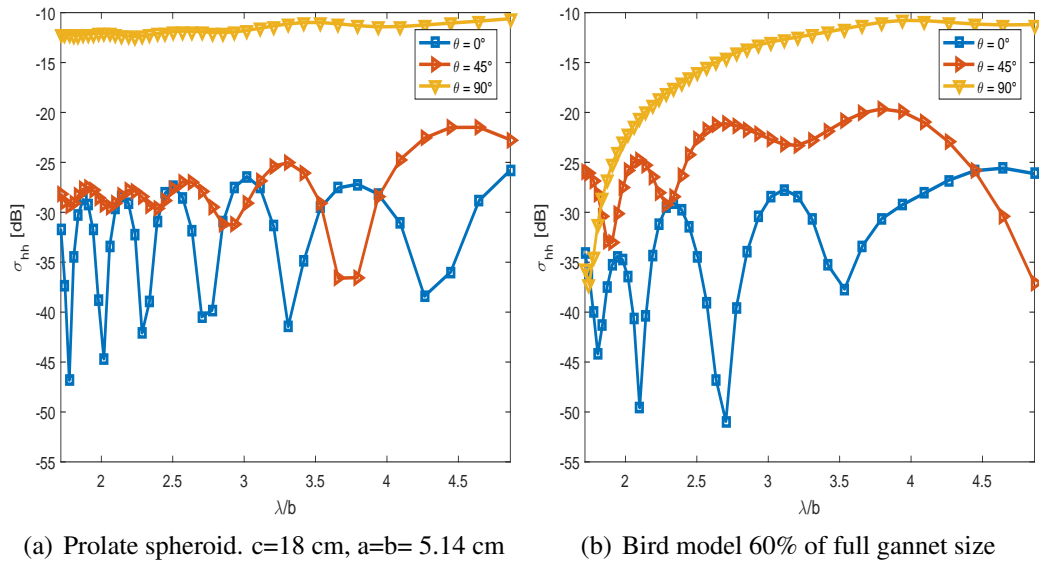 -10
-15
-20
-25
-30
-35
-40
-45
-50
-55
σhh [dB]
2 2.5 3 3.5 4 4.5
λ/b
θ = 0°
θ = 45°
θ = 90°
(a) Prolate spheroid. c=18 cm, a=b= 5.14 cm
-10
-15
-20
-25
-30
-35
-40
-45
-50
-55
σhh [dB]
2 2.5 3 3.5 4 4.5
λ/b
θ = 0°
θ = 45°
θ = 90°
(b) Bird model 60% of full gannet size